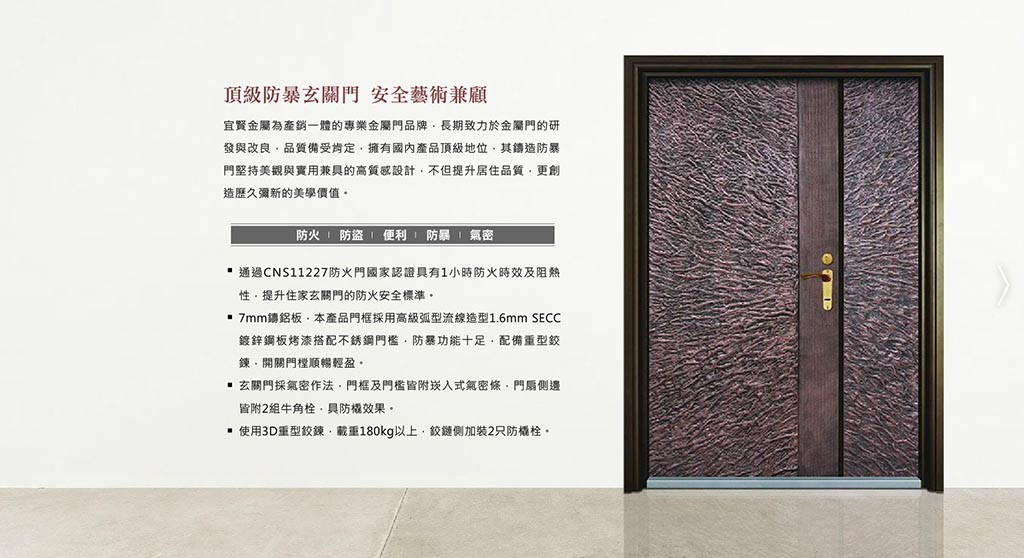 頂級防暴玄關門 安全藝術兼顧
宜賢金屬為產銷一體的專業金屬門品牌，長期致力於金屬門的研
發與改良，品質備受肯定，擁有國內產品頂級地位，其鑄造防暴
門堅持美觀與實用兼具的高質感設計，不但提升居住品質，更創
造歷久彌新的美學價值。
防火 | 防盜 | 便利 | 防暴 | 氣密
▪ 通過CNS11227防火門國家認證具有1小時防火時效及阻熱
性，提升住家玄關門的防火安全標準。
▪ 7mm鑄鋁板，本產品門框採用高級弧型流線造型1.6mm SECC
鍍鋅鋼板烤漆搭配不銹鋼門檻，防暴功能十足，配備重型鉸
鍊，開關門樘順暢輕盈。
▪ 玄關門採氣密作法，門框及門檻皆附崁入式氣密條，門扇側邊
皆附2組牛角栓，具防橇效果。
▪ 使用3D重型鉸鍊，載重180kg以上，鉸鏈側加裝2只防橇栓。